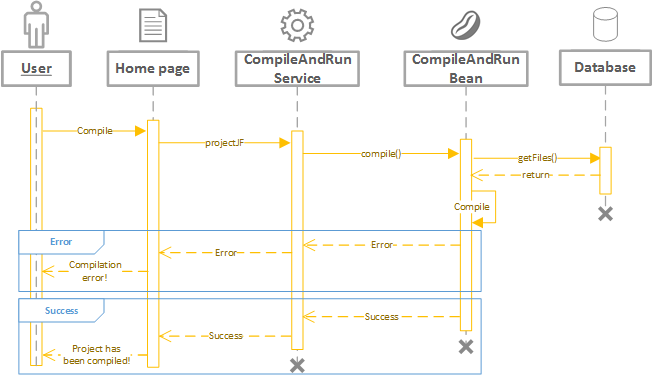 User
Home page
CompileAndRun
Service
CompileAndRun
Bean
Database
Compile
projectJF
compile()
getFiles()
return
Compile
Error
Error
Error
Compilation
error!
Success
Success
Success
Project has
been compiled!